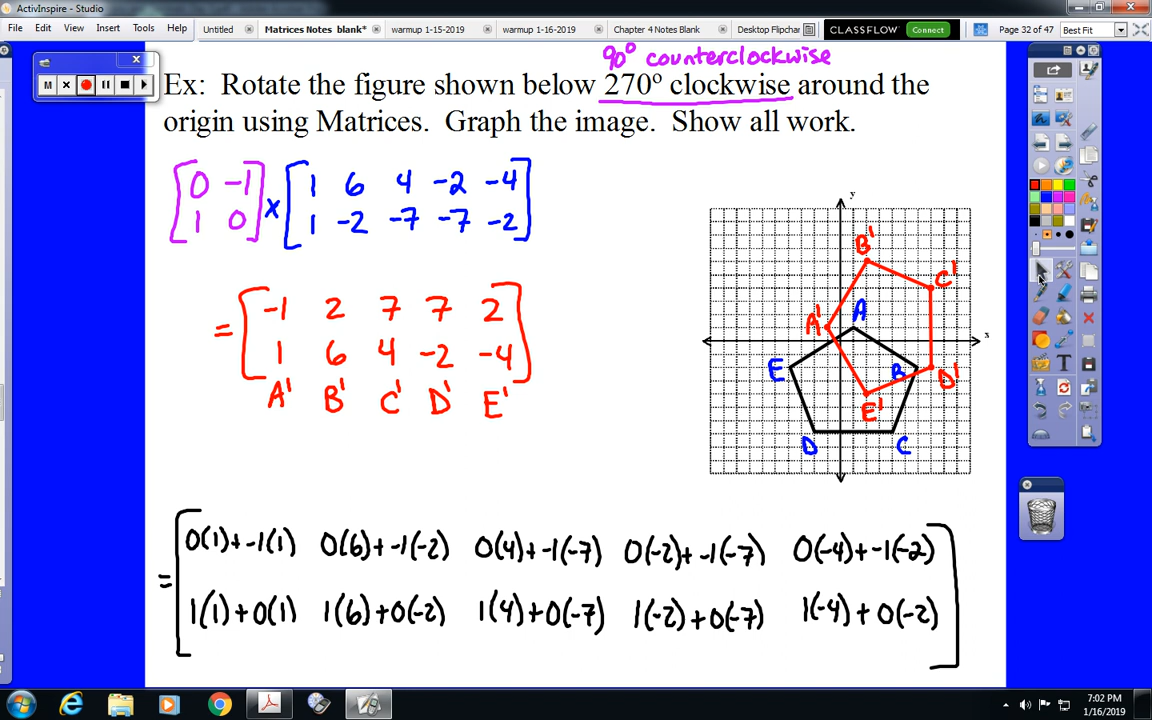 ActivInspire - Studio
File Edit View Insert Tools Help Untitled Matrices Notes blank* warmup 1-15-2019 warmup 1-16-2019 Chapter 4 Notes Blank Desktop Flipchar CLASSFLOW Connect Page 32 of 47 Best Fit
90° counterclockwise
Ex: Rotate the figure shown below 270° clockwise around the
origin using Matrices. Graph the image. Show all work.
M
0 -1 1 6 4 -2 -4
×
1 0 1 -2 -7 -7 -2
-1 2 7 7 2
=
1 6 4 -2 -4
A' B' C' D' E'
y
B'
C'
A
A'
x
E B D'
E'
D C
0(1)+-1(1) 0(6)+-1(-2) 0(4)+-1(-7) 0(-2)+-1(-7) 0(-4)+-1(-2)
=
1(1)+0(1) 1(6)+0(-2) 1(4)+0(-7) 1(-2)+0(-7) 1(-4)+0(-2)
7:02 PM
1/16/2019